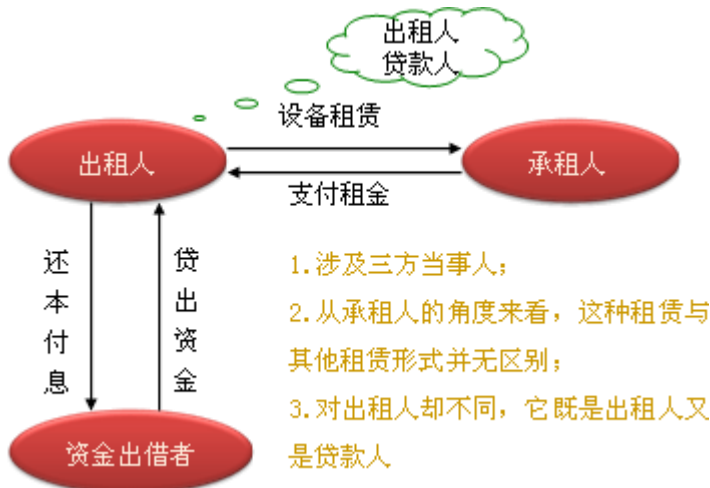 出租人
贷款人
设备租赁
出租人
承租人
支付租金
还本付息
贷出资金
1.涉及三方当事人；
2.从承租人的角度来看，这种租赁与
其他租赁形式并无区别；
3.对出租人却不同，它既是出租人又
是贷款人
资金出借者